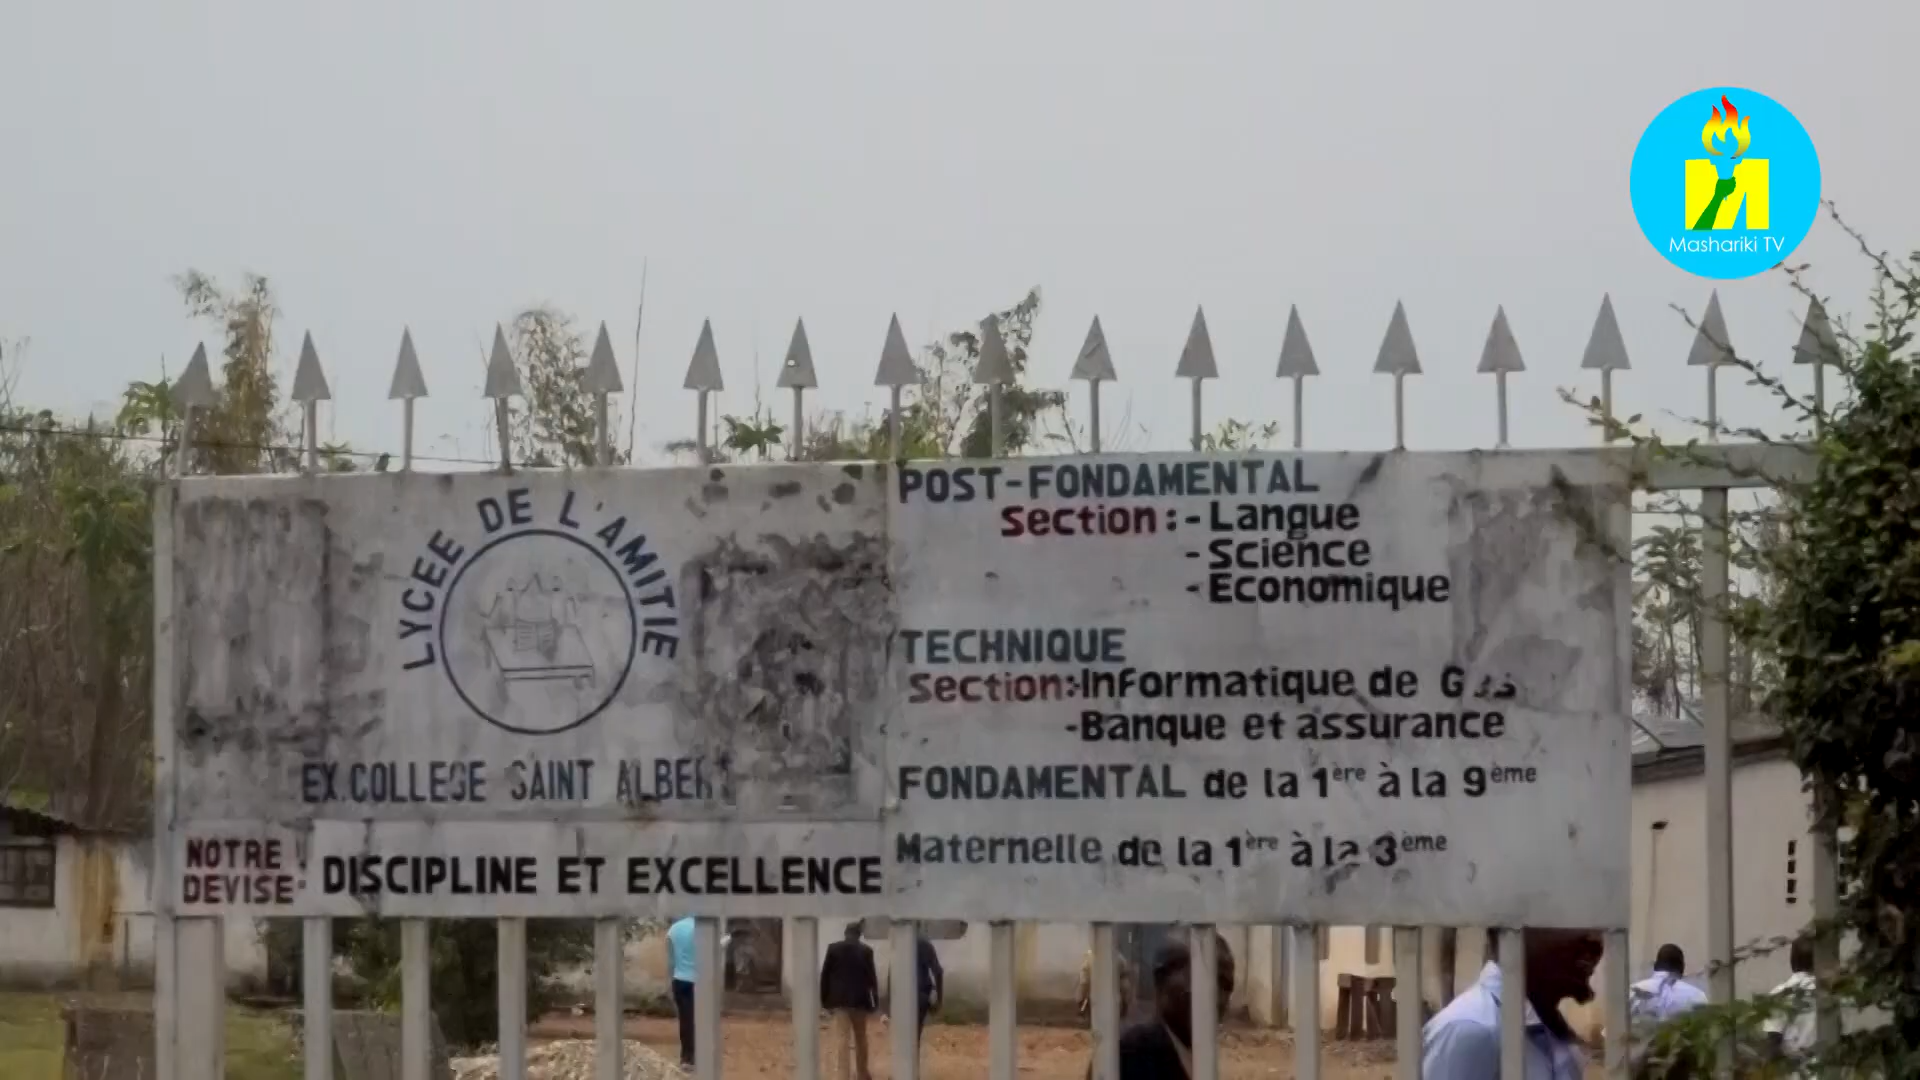 Mashariki TV
LYCEE DE L'AMITIE
EX.COLLEGE SAINT ALBERT
NOTRE DEVISE: DISCIPLINE ET EXCELLENCE
POST-FONDAMENTAL
Section:-Langue
-Science
-Economique
TECHNIQUE
Section:-Informatique de
-Banque et assurance
FONDAMENTAL de la 1ère à la 9ème
Maternelle de la 1ère à la 3ème